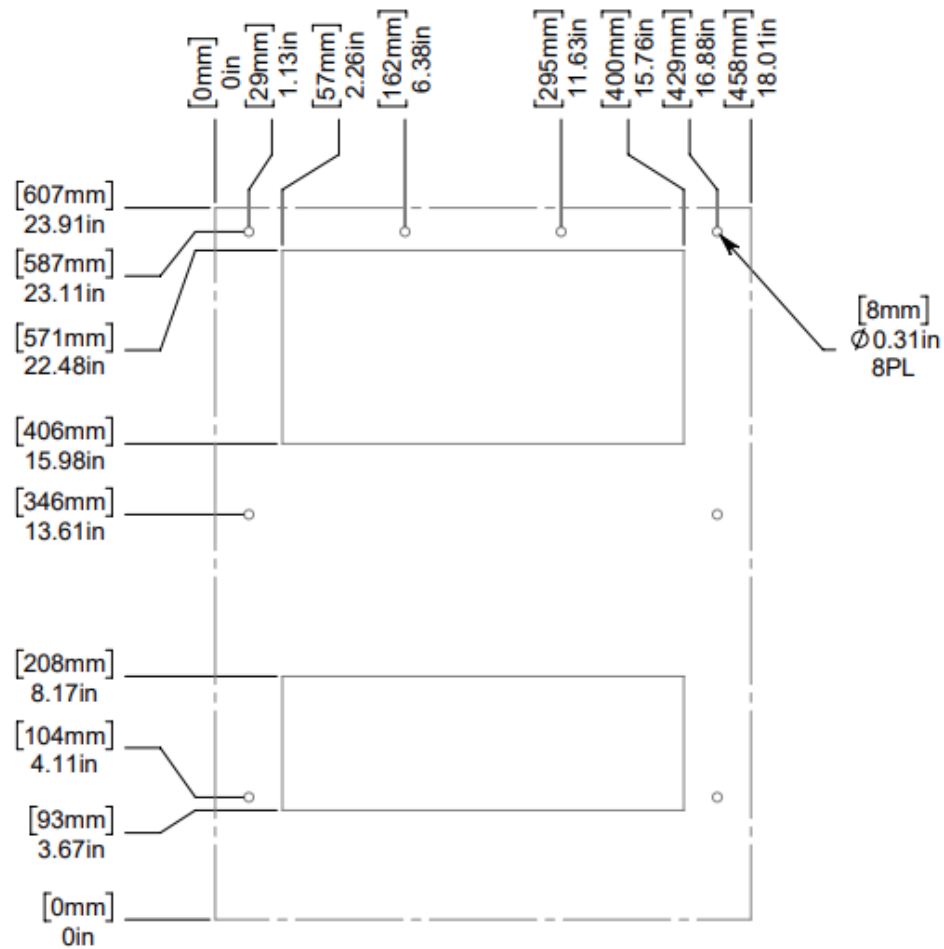 [0mm]
0in
[29mm]
1.13in
[57mm]
2.26in
[162mm]
6.38in
[295mm]
11.63in
[400mm]
15.76in
[429mm]
16.88in
[458mm]
18.01in
[607mm]
23.91in
[587mm]
23.11in
[571mm]
22.48in
[8mm]
Ø0.31in
8PL
[406mm]
15.98in
[346mm]
13.61in
[208mm]
8.17in
[104mm]
4.11in
[93mm]
3.67in
[0mm]
0in